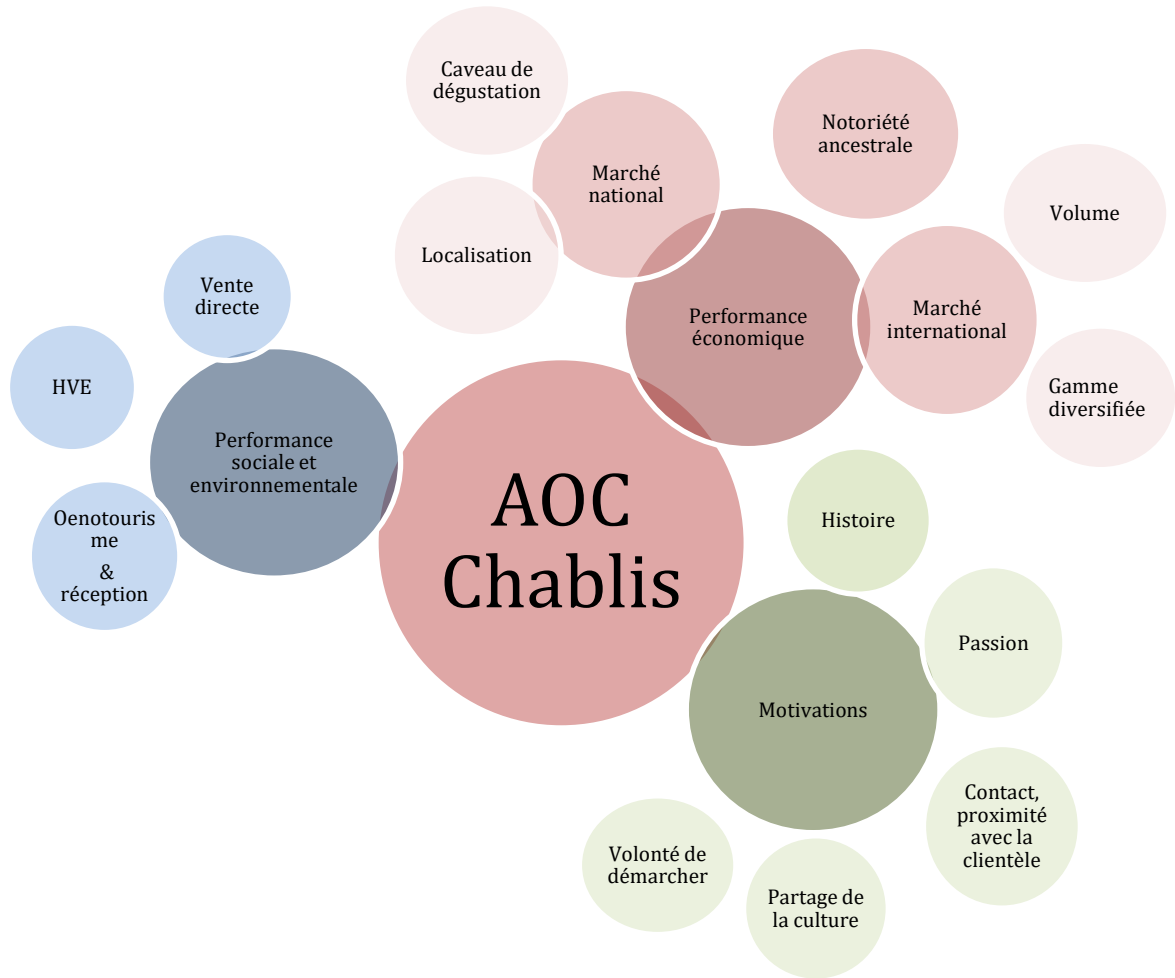 Caveau de
dégustation
Notoriété
ancestrale
Marché
national
Volume
Localisation
Vente
directe
Performance
économique
Marché
international
HVE
Gamme
diversifiée
Performance
sociale et
environnementale
AOC
Chablis
Oenotouris
me
&
réception
Histoire
Passion
Motivations
Contact,
proximité
avec la
clientèle
Volonté de
démarcher
Partage de
la culture